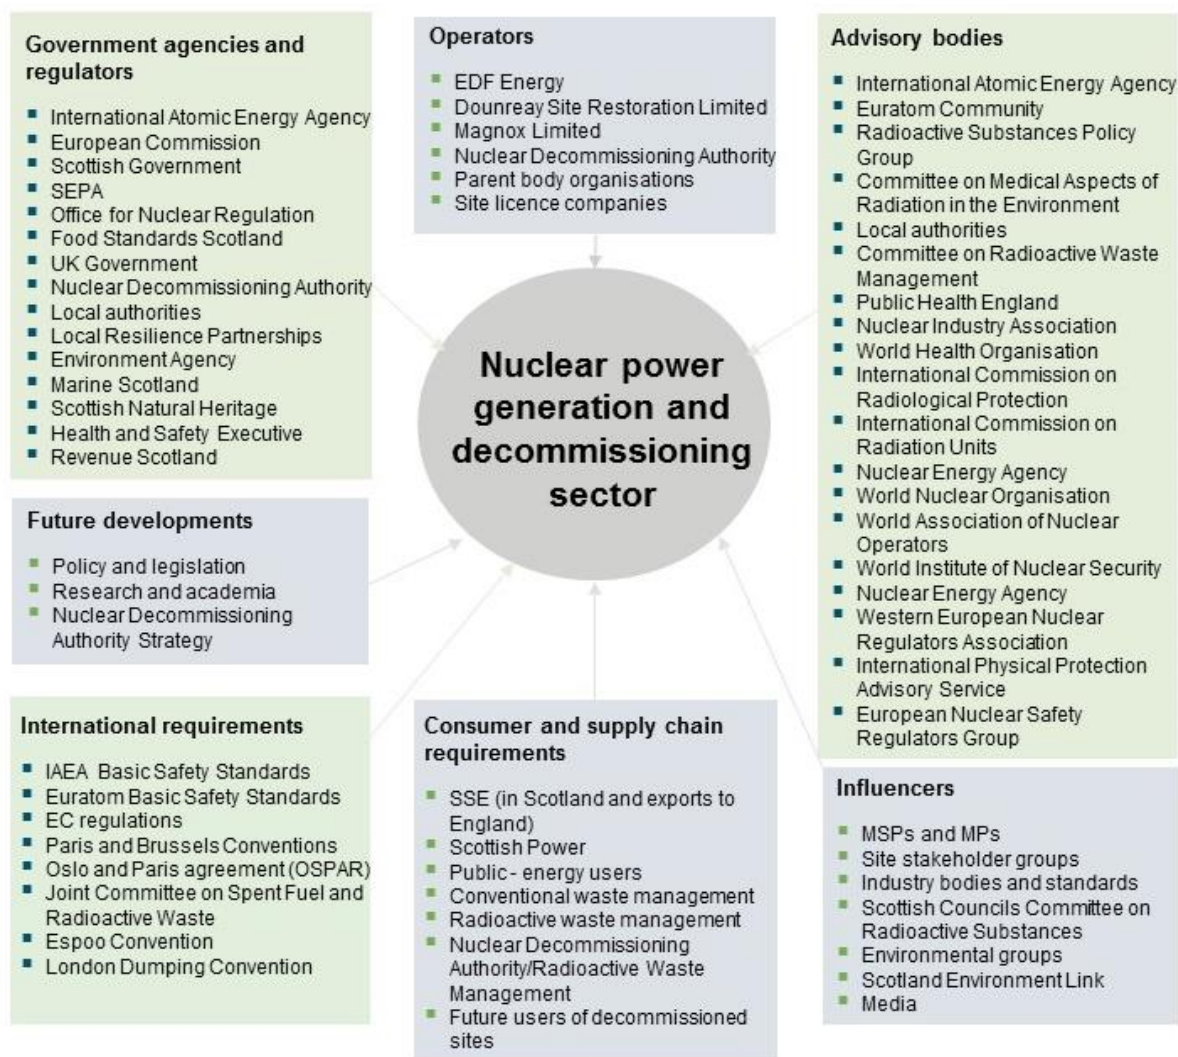 Government agencies and
regulators
International Atomic Energy Agency
European Commission
Scottish Government
SEPA
Office for Nuclear Regulation
Food Standards Scotland
UK Government
Nuclear Decommissioning Authority
Local authorities
Local Resilience Partnerships
Environment Agency
Marine Scotland
Scottish Natural Heritage
Health and Safety Executive
Revenue Scotland
Operators
EDF Energy
Dounreay Site Restoration Limited
Magnox Limited
Nuclear Decommissioning Authority
Parent body organisations
Site licence companies
Advisory bodies
International Atomic Energy Agency
Euratom Community
Radioactive Substances Policy
Group
Committee on Medical Aspects of
Radiation in the Environment
Local authorities
Committee on Radioactive Waste
Management
Public Health England
Nuclear Industry Association
World Health Organisation
International Commission on
Radiological Protection
International Commission on
Radiation Units
Nuclear Energy Agency
World Nuclear Organisation
World Association of Nuclear
Operators
World Institute of Nuclear Security
Nuclear Energy Agency
Western European Nuclear
Regulators Association
International Physical Protection
Advisory Service
European Nuclear Safety
Regulators Group
Nuclear power
generation and
decommissioning
sector
Future developments
Policy and legislation
Research and academia
Nuclear Decommissioning
Authority Strategy
International requirements
IAEA Basic Safety Standards
Euratom Basic Safety Standards
EC regulations
Paris and Brussels Conventions
Oslo and Paris agreement (OSPAR)
Joint Committee on Spent Fuel and
Radioactive Waste
Espoo Convention
London Dumping Convention
Consumer and supply chain
requirements
SSE (in Scotland and exports to
England)
Scottish Power
Public - energy users
Conventional waste management
Radioactive waste management
Nuclear Decommissioning
Authority/Radioactive Waste
Management
Future users of decommissioned
sites
Influencers
MSPs and MPs
Site stakeholder groups
Industry bodies and standards
Scottish Councils Committee on
Radioactive Substances
Environmental groups
Scotland Environment Link
Media